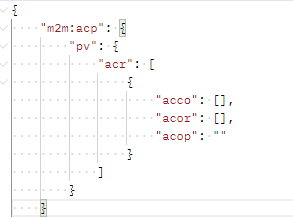 {
    "m2m:acp": {
        "pv": {
            "acr": [
                {
                    "acco": [],
                    "acor": [],
                    "acop": ""
                }
            ]
        }
    }